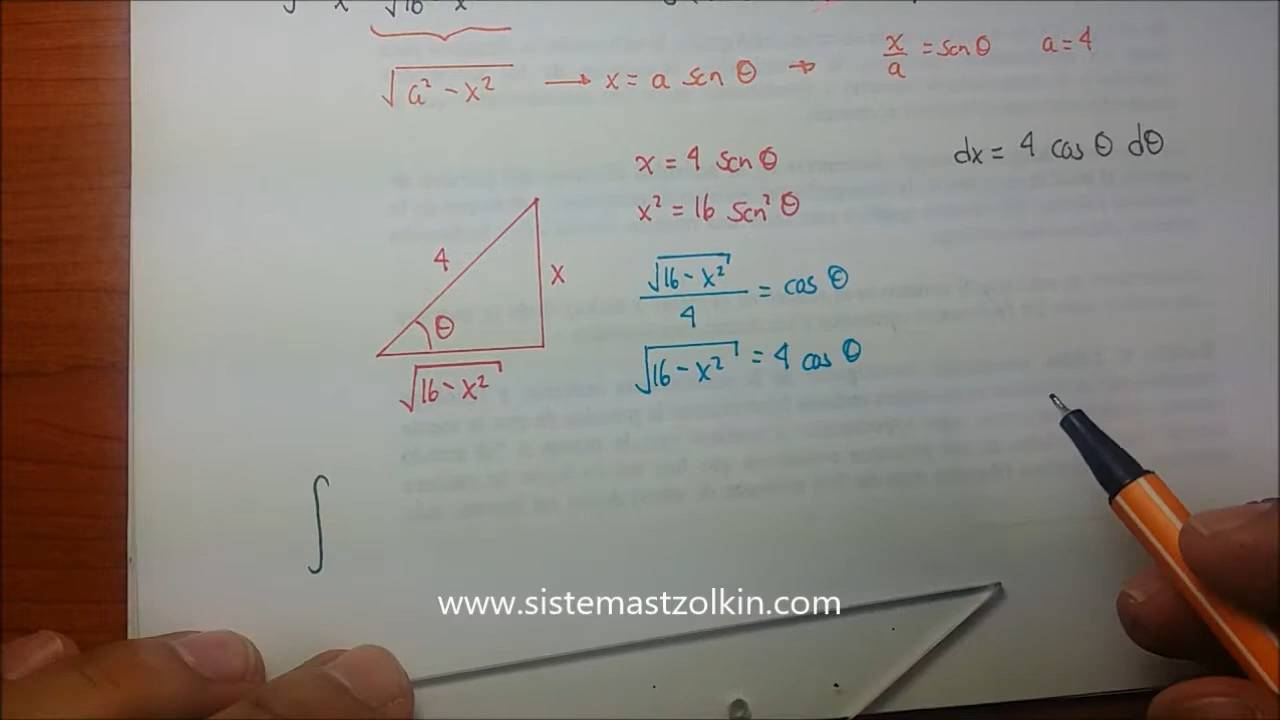 √a² - x² → x = a sen θ → x/a = sen θ a = 4
x = 4 sen θ
dx = 4 cos θ dθ
x² = 16 sen² θ
4
x
θ
√16 - x²
√16 - x² / 4 = cos θ
√16 - x² = 4 cos θ
∫
www.sistemastzolkin.com